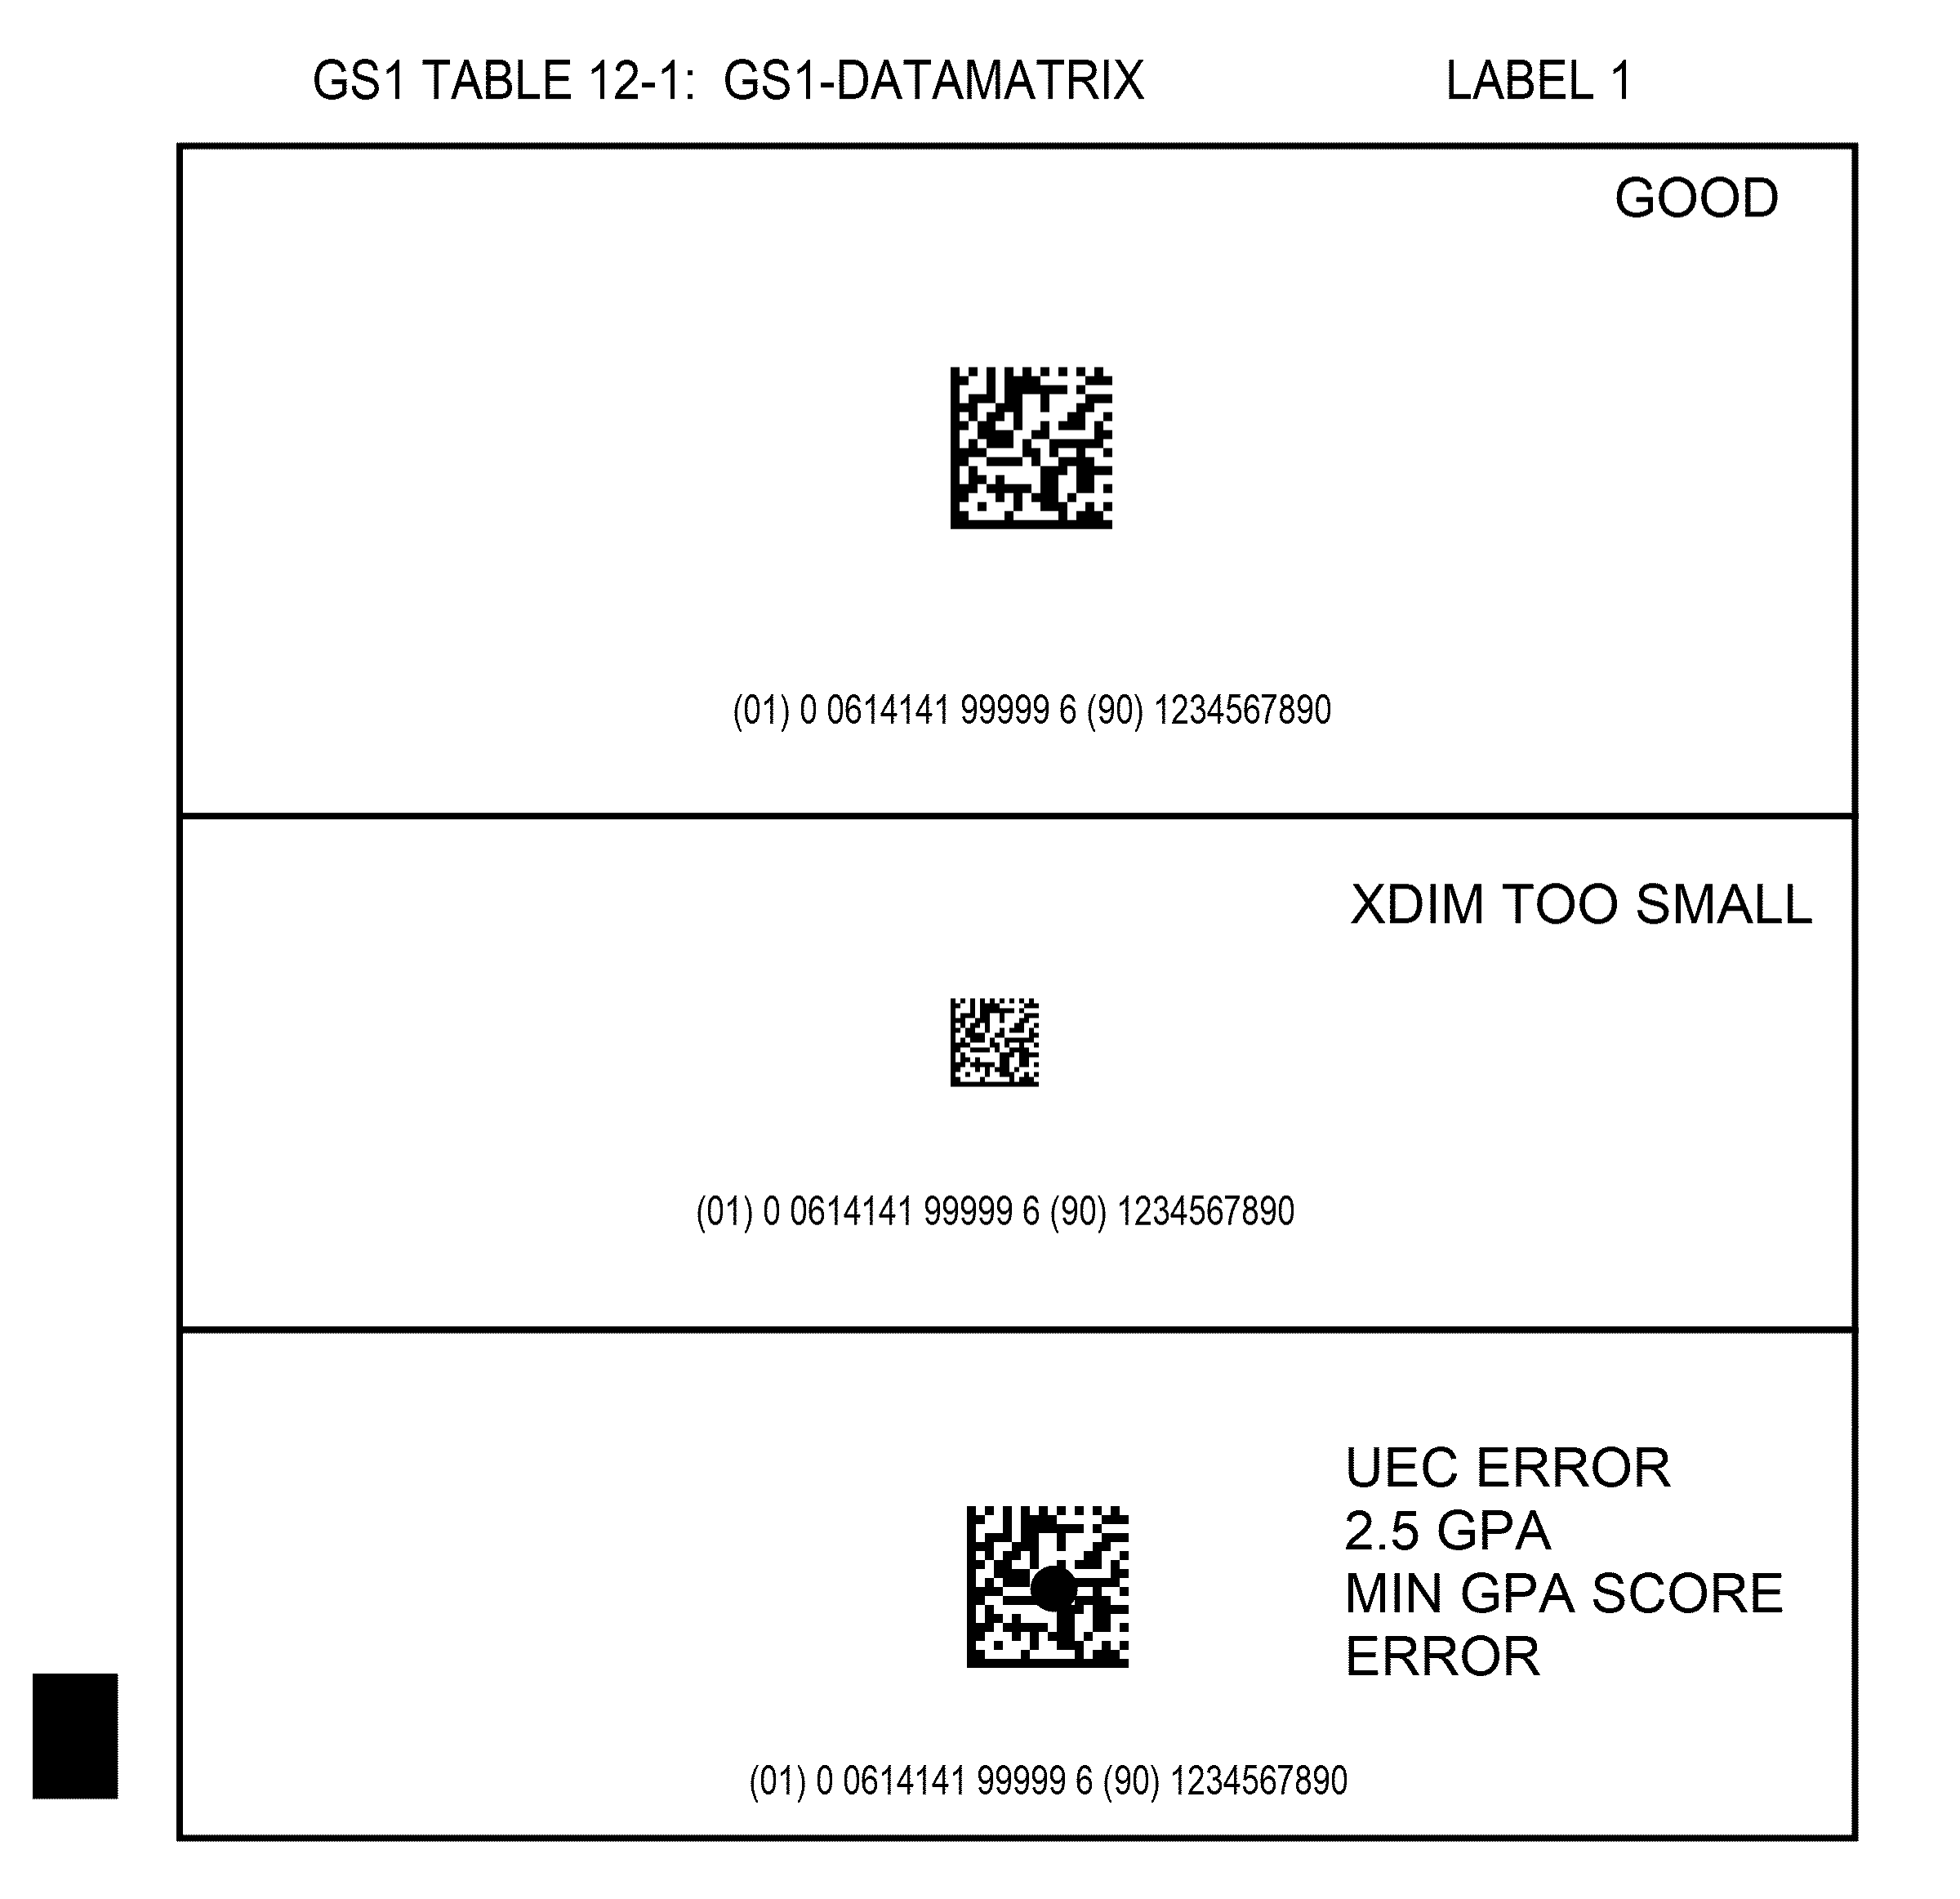 GS1 TABLE 12-1: GS1-DATAMATRIX LABEL 1
GOOD
(01) 0 0614141 99999 6 (90) 1234567890
XDIM TOO SMALL
(01) 0 0614141 99999 6 (90) 1234567890
UEC ERROR
2.5 GPA
MIN GPA SCORE
ERROR
(01) 0 0614141 99999 6 (90) 1234567890